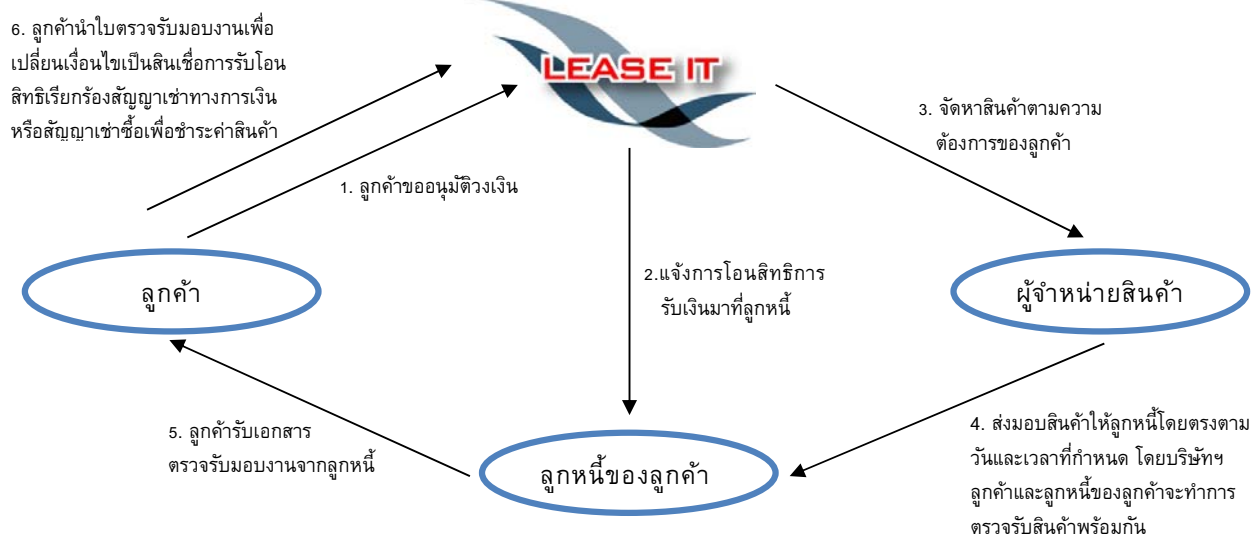 6. ลูกค้านำใบตรวจรับมอบงานเพื่อ
เปลี่ยนเงื่อนไขเป็นสินเชื่อการรับโอน
สิทธิเรียกร้องสัญญาเช่าทางการเงิน
หรือสัญญาเช่าซื้อเพื่อชำระค่าสินค้า
LEASE IT
3. จัดหาสินค้าตามความ
ต้องการของลูกค้า
1. ลูกค้าขออนุมัติวงเงิน
2.แจ้งการโอนสิทธิการ
รับเงินมาที่ลูกหนี้
ลูกค้า
ผู้จำหน่ายสินค้า
5. ลูกค้ารับเอกสาร
ตรวจรับมอบงานจากลูกหนี้
ลูกหนี้ของลูกค้า
4. ส่งมอบสินค้าให้ลูกหนี้โดยตรงตาม
วันและเวลาที่กำหนด โดยบริษัทฯ
ลูกค้าและลูกหนี้ของลูกค้าจะทำการ
ตรวจรับสินค้าพร้อมกัน